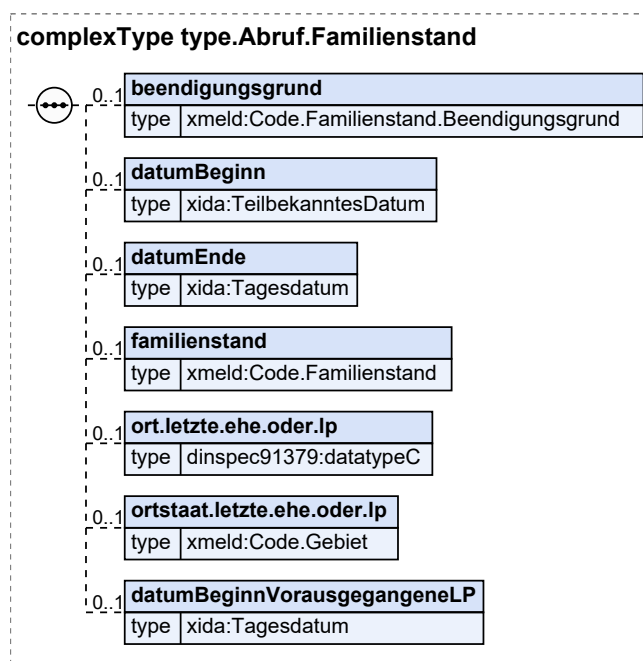 complexType type.Abruf.Familienstand
0..1 beendigungsgrund
type xmeld:Code.Familienstand.Beendigungsgrund
0..1 datumBeginn
type xida:TeilbekanntesDatum
0..1 datumEnde
type xida:Tagesdatum
0..1 familienstand
type xmeld:Code.Familienstand
0..1 ort.letzte.ehe.oder.lp
type dinspec91379:datatypeC
0..1 ortstaat.letzte.ehe.oder.lp
type xmeld:Code.Gebiet
0..1 datumBeginnVorausgegangeneLP
type xida:Tagesdatum